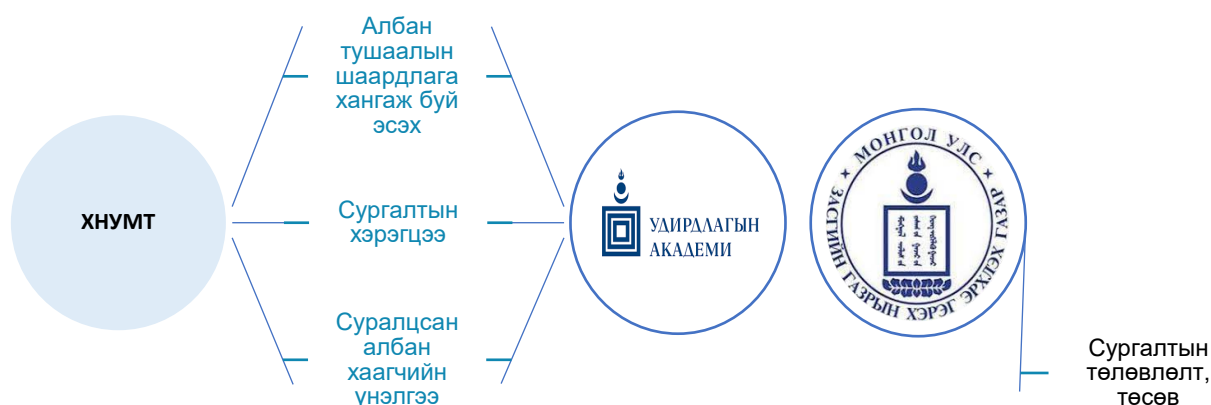 ХНУМТ
Албан
тушаалын
шаардлага
хангаж буй
эсэх
Сургалтын
хэрэгцээ
Суралцсан
албан
хаагчийн
үнэлгээ
УДИРДЛАГЫН
АКАДЕМИ
МОНГОЛ УЛС
ЗАСГИЙН ГАЗРЫН ХЭРЭГ ЭРХЛЭХ ГАЗАР
Сургалтын
төлөвлөлт,
төсөв